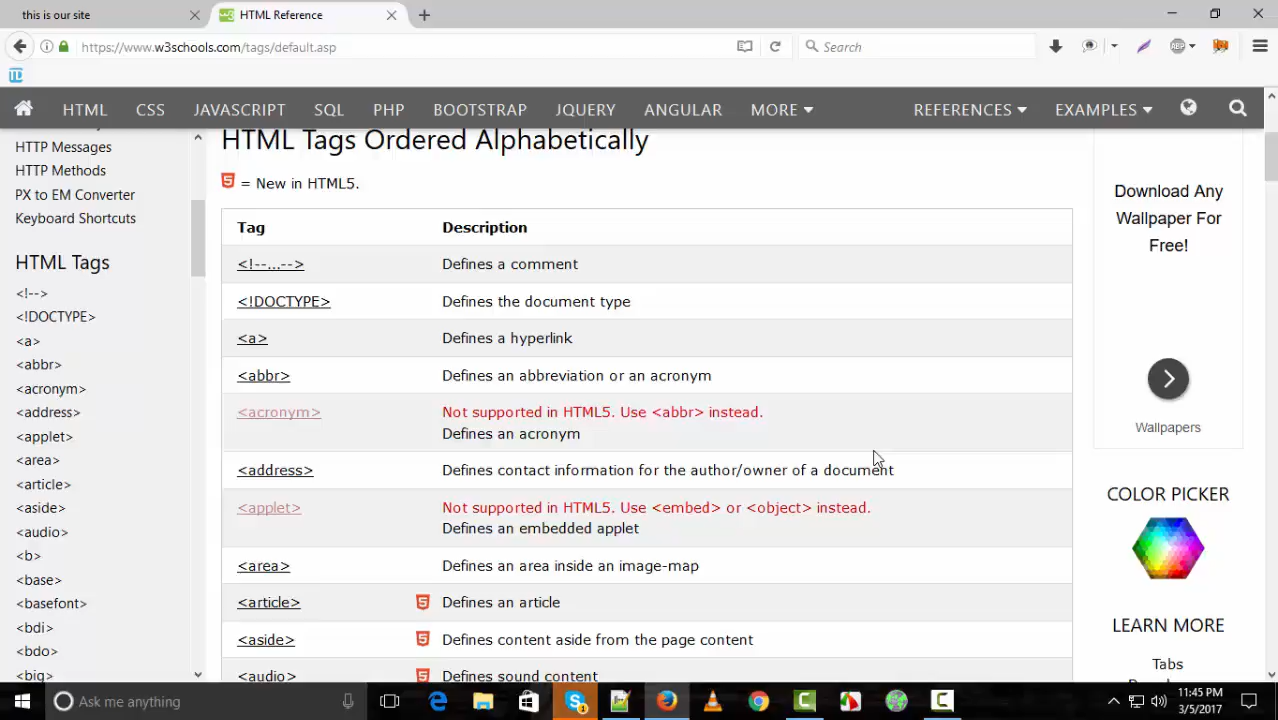 this is our site
HTML Reference
https://www.w3schools.com/tags/default.asp
Search
HTML
CSS
JAVASCRIPT
SQL
PHP
BOOTSTRAP
JQUERY
ANGULAR
MORE
REFERENCES
EXAMPLES
HTTP Messages
HTTP Methods
PX to EM Converter
Keyboard Shortcuts
HTML Tags
<!-->
<!DOCTYPE>
<a>
<abbr>
<acronym>
<address>
<applet>
<area>
<article>
<aside>
<audio>
<b>
<base>
<basefont>
<bdi>
<bdo>
<big>
HTML Tags Ordered Alphabetically
5 = New in HTML5.
Tag Description
<!--...--> Defines a comment
<!DOCTYPE> Defines the document type
<a> Defines a hyperlink
<abbr> Defines an abbreviation or an acronym
<acronym> Not supported in HTML5. Use <abbr> instead.
Defines an acronym
<address> Defines contact information for the author/owner of a document
<applet> Not supported in HTML5. Use <embed> or <object> instead.
Defines an embedded applet
<area> Defines an area inside an image-map
<article> 5 Defines an article
<aside> 5 Defines content aside from the page content
<audio> 5 Defines sound content
Download Any
Wallpaper For
Free!
Wallpapers
COLOR PICKER
LEARN MORE
Tabs
Ask me anything
11:45 PM
3/5/2017